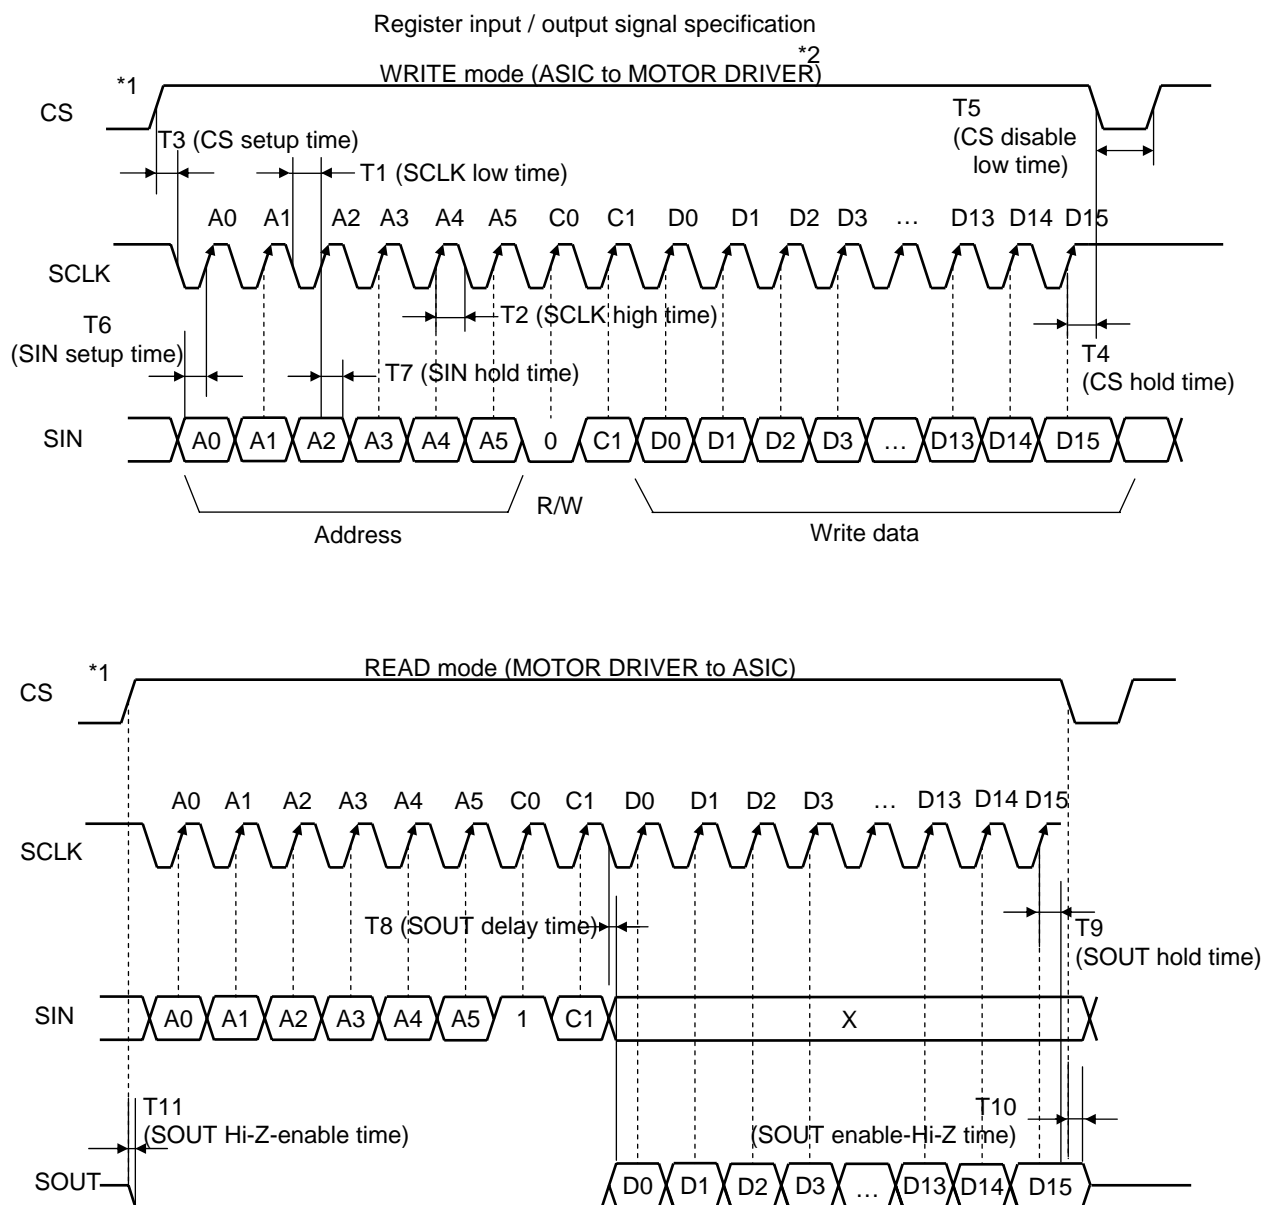 Register input / output signal specification
*2
WRITE mode (ASIC to MOTOR DRIVER)
*1
CS
T3 (CS setup time)
T5
(CS disable
low time)
T1 (SCLK low time)
A0 A1 A2 A3 A4 A5 C0 C1 D0 D1 D2 D3 … D13 D14 D15
SCLK
T2 (SCLK high time)
T6
(SIN setup time)
T4
(CS hold time)
T7 (SIN hold time)
SIN
A0 A1 A2 A3 A4 A5 0 C1 D0 D1 D2 D3 … D13 D14 D15
R/W
Address
Write data
READ mode (MOTOR DRIVER to ASIC)
*1
CS
A0 A1 A2 A3 A4 A5 C0 C1 D0 D1 D2 D3 … D13 D14 D15
SCLK
T8 (SOUT delay time)
T9
(SOUT hold time)
SIN
A0 A1 A2 A3 A4 A5 1 C1 X
T11
(SOUT Hi-Z-enable time)
T10
(SOUT enable-Hi-Z time)
SOUT
D0 D1 D2 D3 … D13 D14 D15